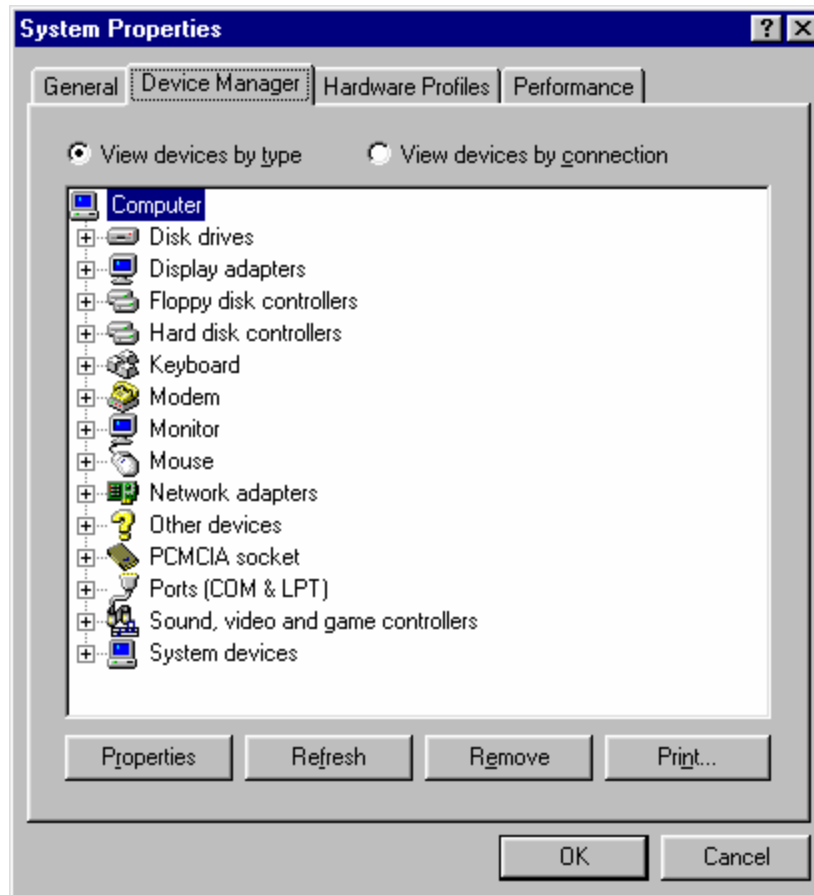 System Properties
General Device Manager Hardware Profiles Performance
View devices by type View devices by connection
Computer
Disk drives
Display adapters
Floppy disk controllers
Hard disk controllers
Keyboard
Modem
Monitor
Mouse
Network adapters
Other devices
PCMCIA socket
Ports (COM & LPT)
Sound, video and game controllers
System devices
Properties Refresh Remove Print...
OK Cancel